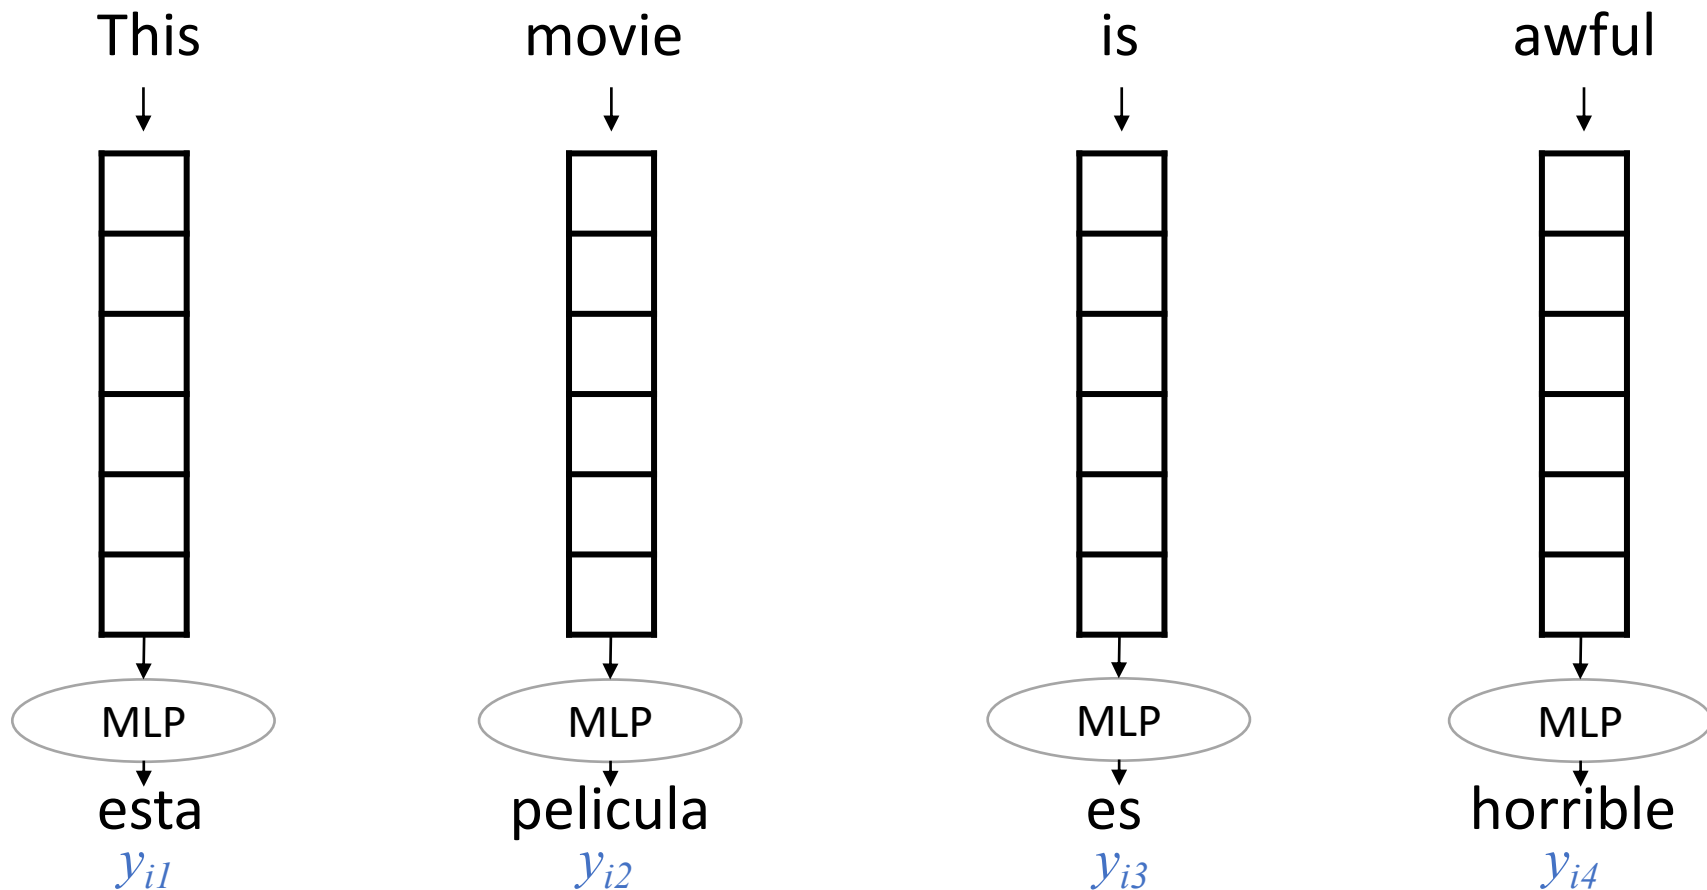 This movie is awful
MLP MLP MLP MLP
esta pelicula es horrible
yi1 yi2 yi3 yi4